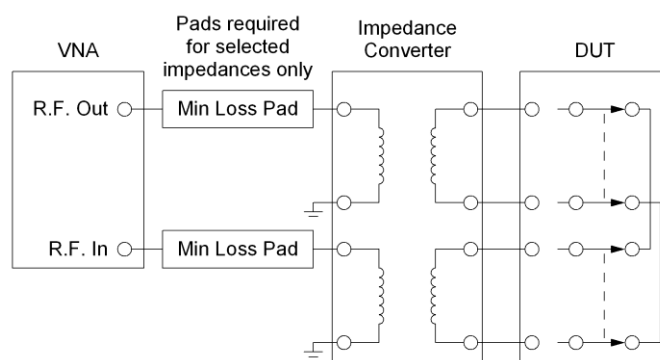 Pads required
for selected
impedances only
VNA
Impedance
Converter
DUT
R.F. Out
Min Loss Pad
R.F. In
Min Loss Pad